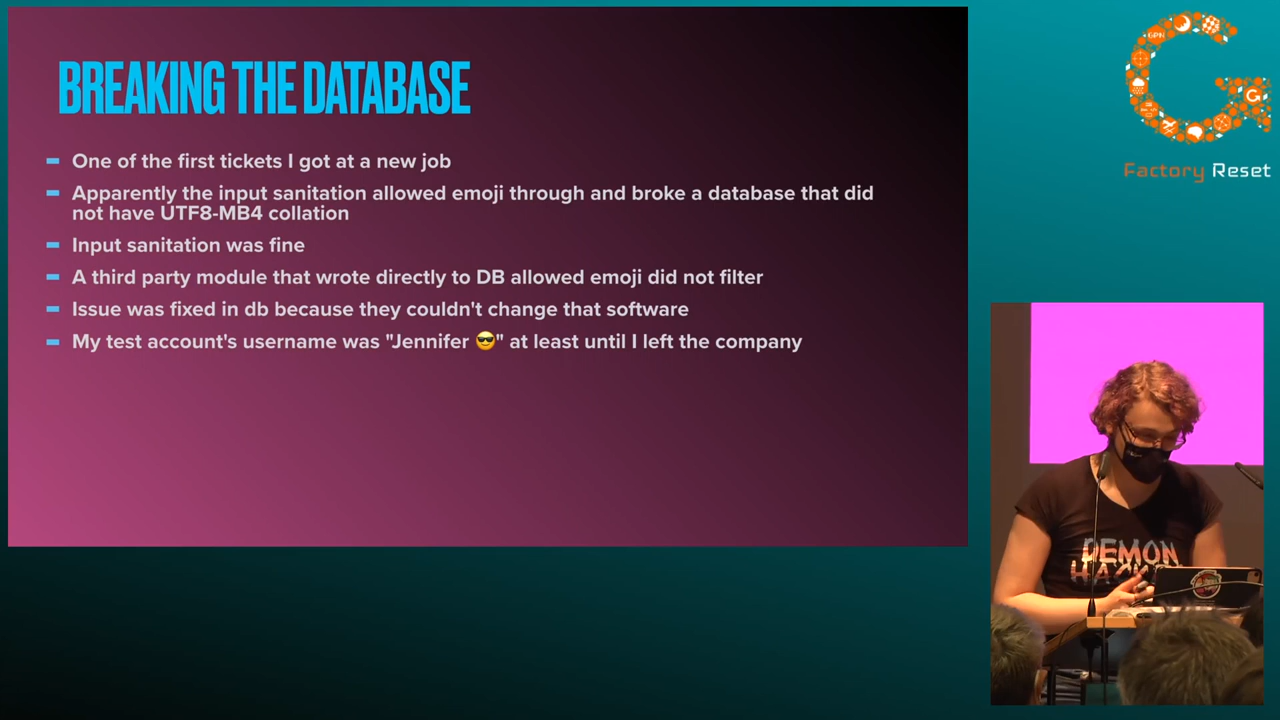 BREAKING THE DATABASE
One of the first tickets I got at a new job
Apparently the input sanitation allowed emoji through and broke a database that did
not have UTF8-MB4 collation
Input sanitation was fine
A third party module that wrote directly to DB allowed emoji did not filter
Issue was fixed in db because they couldn't change that software
My test account's username was "Jennifer 😎" at least until I left the company
GPN
G
Factory Reset
DEMON